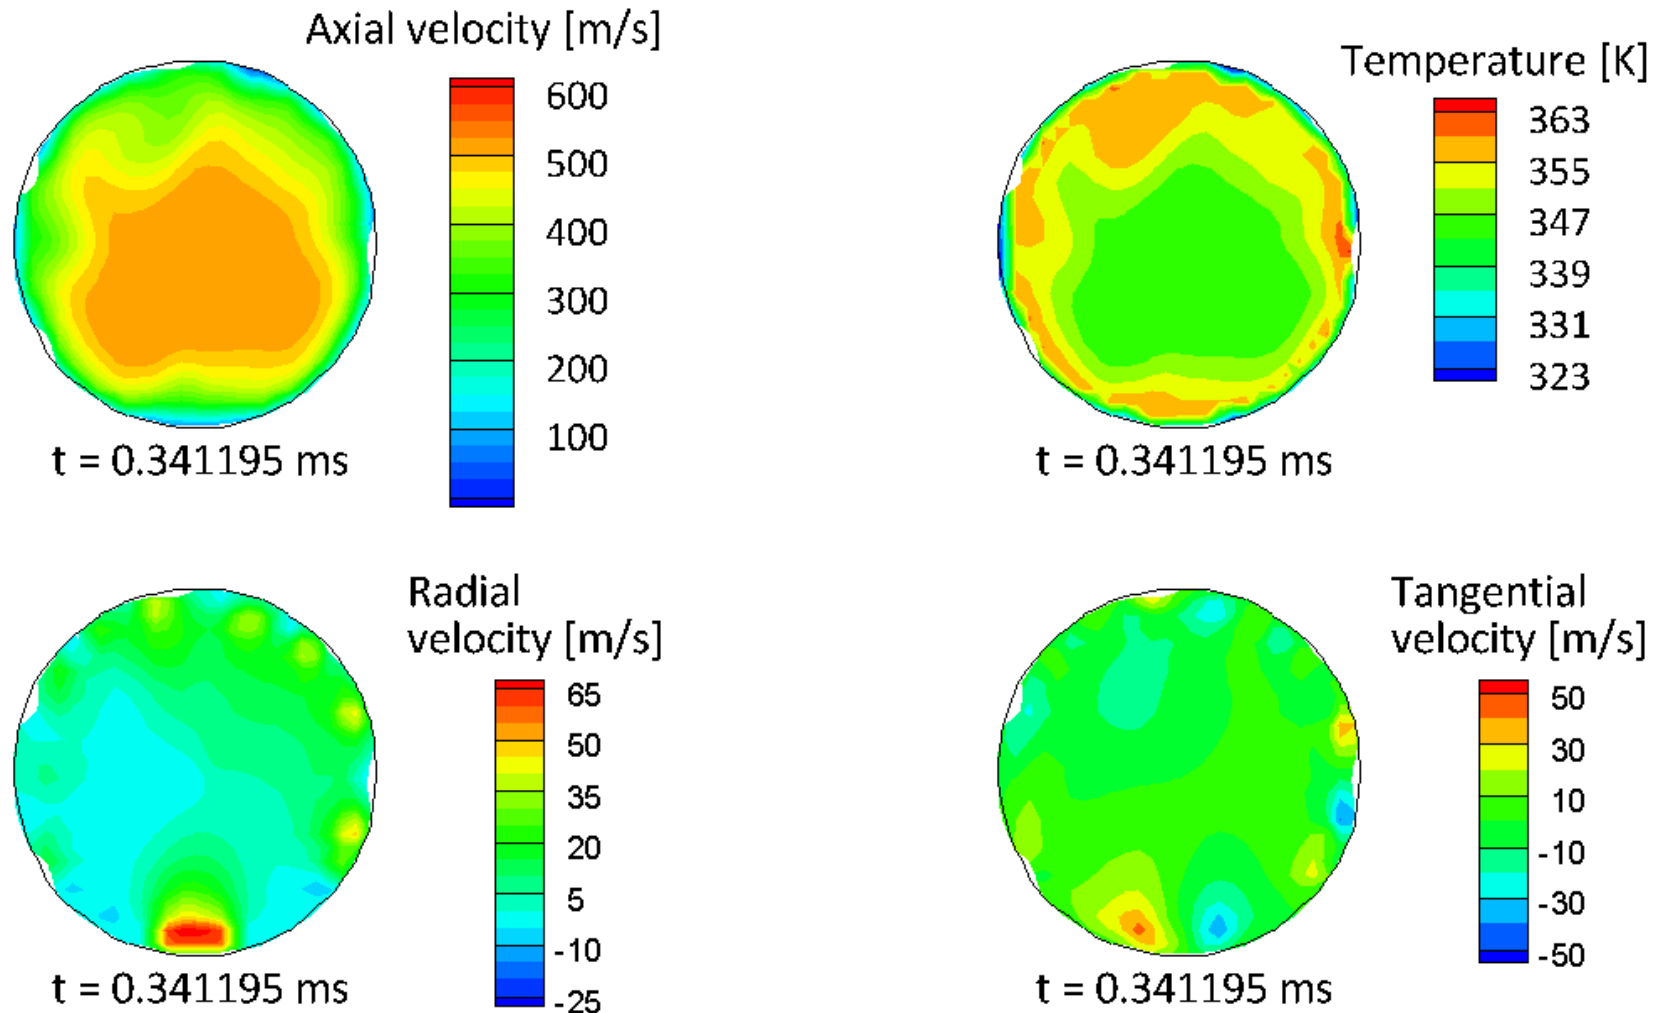 Axial velocity [m/s]
600
500
400
300
200
100
t = 0.341195 ms
Temperature [K]
363
355
347
339
331
323
t = 0.341195 ms
Radial
velocity [m/s]
65
50
35
20
5
-10
-25
t = 0.341195 ms
Tangential
velocity [m/s]
50
30
10
-10
-30
-50
t = 0.341195 ms